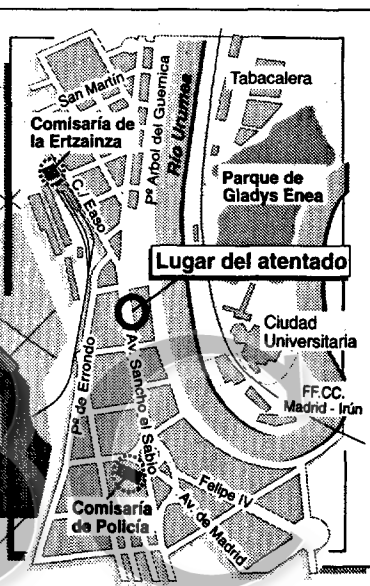 San Martín
Tabacalera
Comisaría de
la Ertzainza
C./ Easo
Pº Arbol del Guernica
Río Urumea
Parque de
Gladys Enea
Lugar del atentado
Ciudad
Universitaria
FF.CC.
Madrid - Irún
Pº de Errondo
Av. Sancho el Sabio
Comisaría
de Policía
Felipe IV
Av. de Madrid